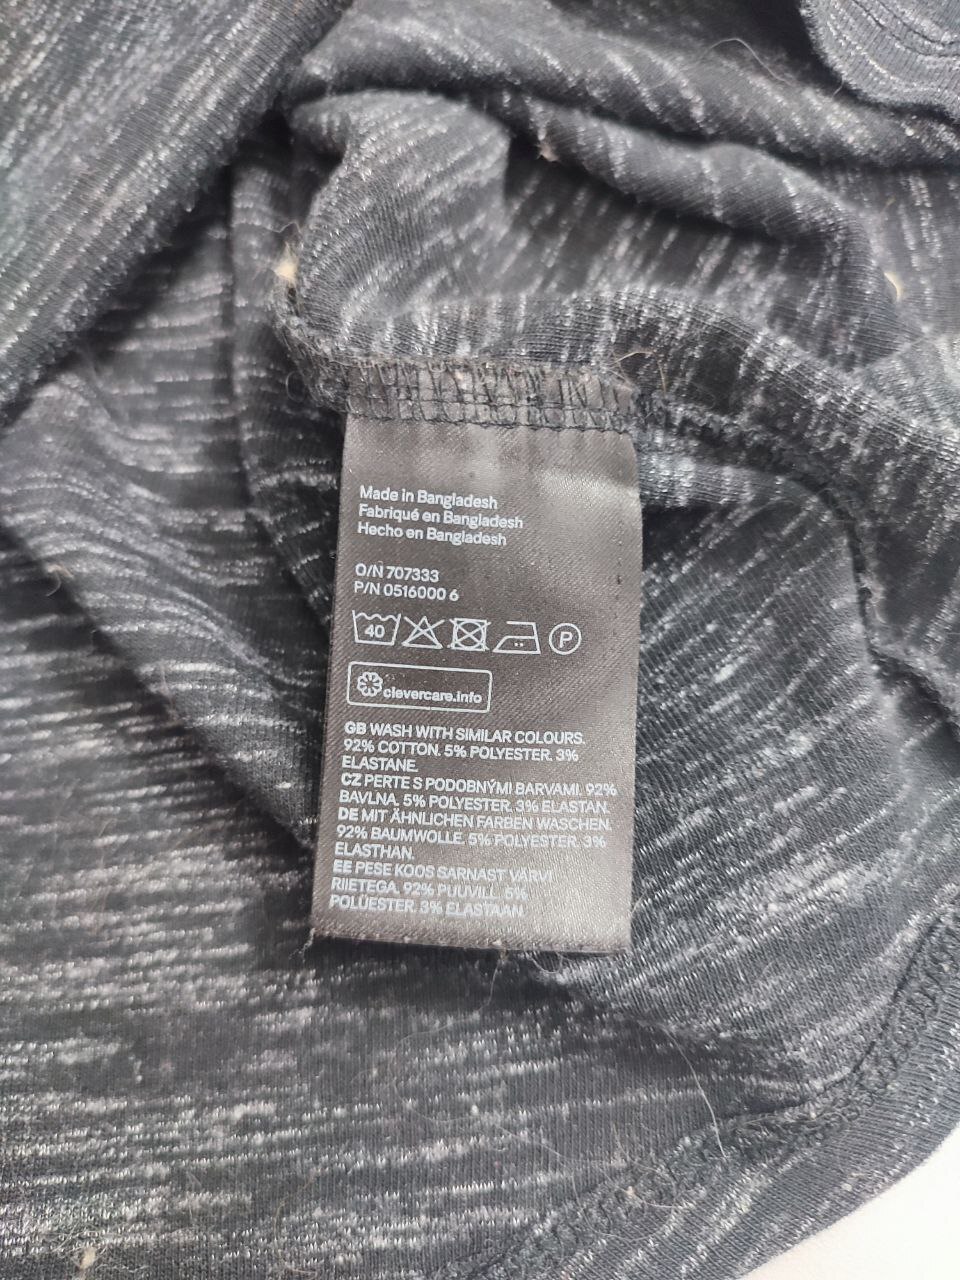 Made in Bangladesh
Fabriqué en Bangladesh
Hecho en Bangladesh
O/N 707333
P/N 0516000 6
40 P
clevercare.info
GB WASH WITH SIMILAR COLOURS.
92% COTTON. 5% POLYESTER. 3%
ELASTANE
CZ PERTE S PODOBNÝMI BARVAMI. 92%
BAVLNA. 5% POLYESTER. 3% ELASTAN.
DE MIT ÄHNLICHEN FARBEN WASCHEN.
92% BAUMWOLLE. 5% POLYESTER. 3%
ELASTHAN.
EE PESE KOOS SARNAST VÄRVI
RIIETEGA. 92% PUUVILL. 5%
POLÜESTER. 3% ELASTAAN